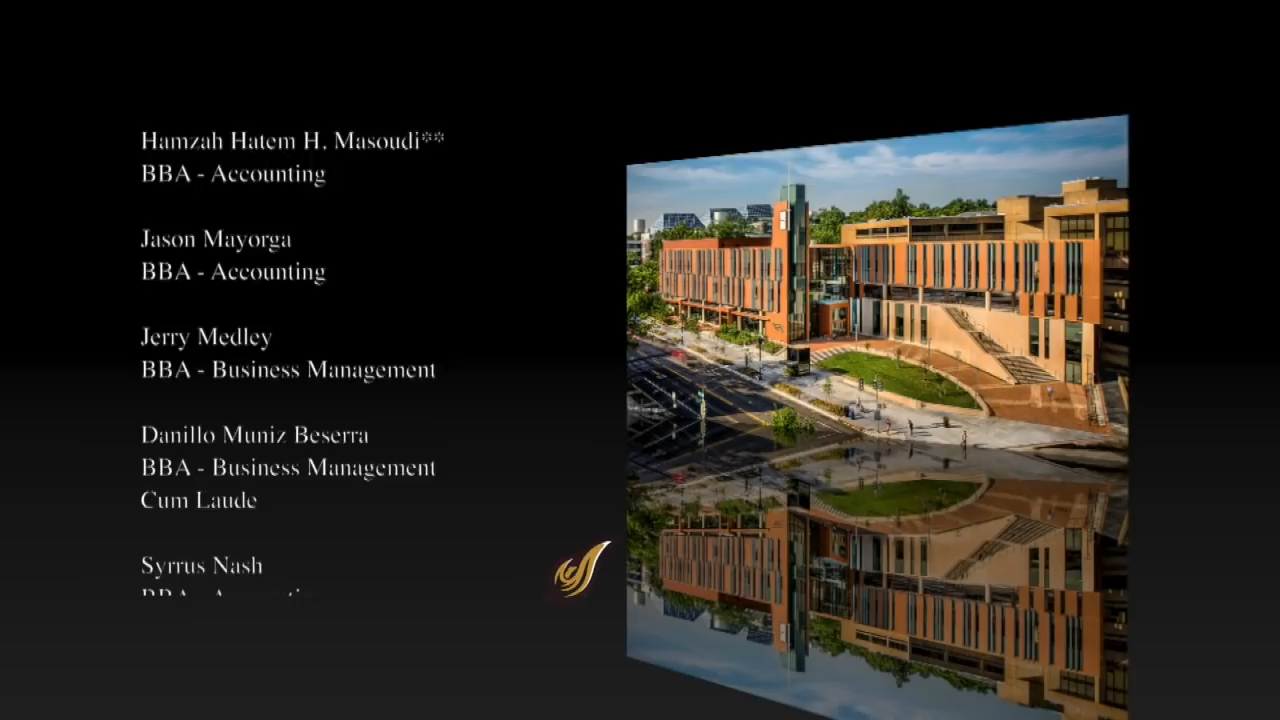 Hamzah Hatem H. Masoudi**
BBA - Accounting
Jason Mayorga
BBA - Accounting
Jerry Medley
BBA - Business Management
Danillo Muniz Beserra
BBA - Business Management
Cum Laude
Syrrus Nash